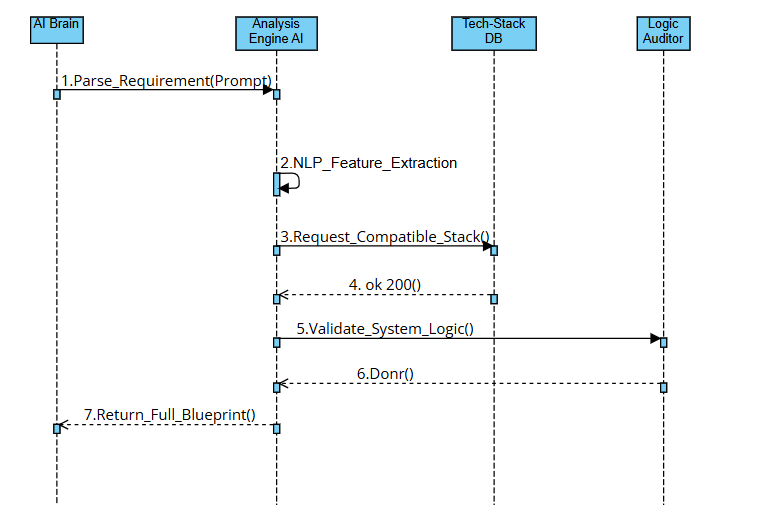 AI Brain
Analysis
Engine AI
Tech-Stack
DB
Logic
Auditor
1.Parse_Requirement(Prompt)
2.NLP_Feature_Extraction
3.Request_Compatible_Stack()
4. ok 200()
5.Validate_System_Logic()
6.Donr()
7.Return_Full_Blueprint()